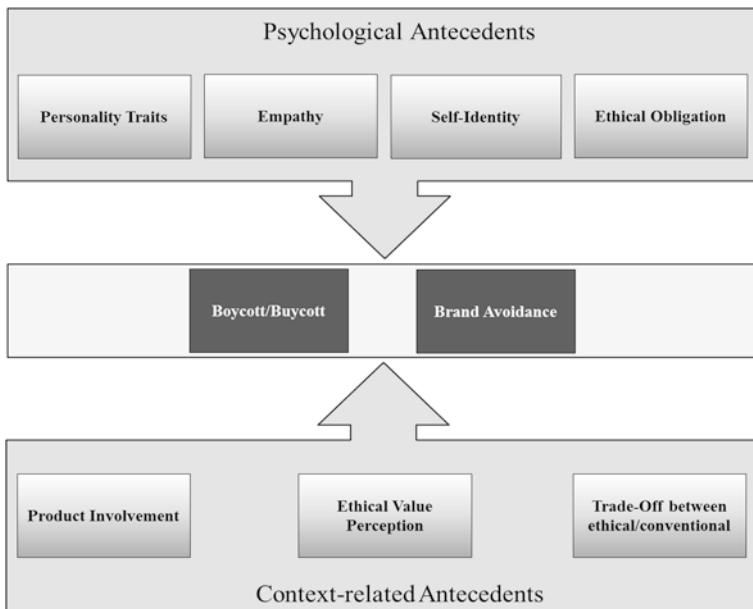 Psychological Antecedents
Personality Traits
Empathy
Self-Identity
Ethical Obligation
Boycott/Buycott
Brand Avoidance
Product Involvement
Ethical Value
Perception
Trade-Off between
ethical/conventional
Context-related Antecedents